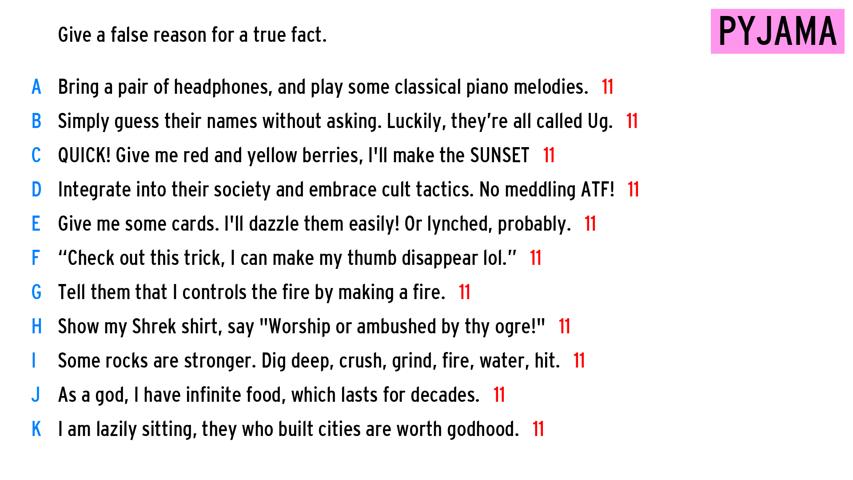 Give a false reason for a true fact.
PYJAMA
A Bring a pair of headphones, and play some classical piano melodies. 11
B Simply guess their names without asking. Luckily, they’re all called Ug. 11
C QUICK! Give me red and yellow berries, I'll make the SUNSET 11
D Integrate into their society and embrace cult tactics. No meddling ATF! 11
E Give me some cards. I'll dazzle them easily! Or lynched, probably. 11
F “Check out this trick, I can make my thumb disappear lol.” 11
G Tell them that I controls the fire by making a fire. 11
H Show my Shrek shirt, say "Worship or ambushed by thy ogre!" 11
I Some rocks are stronger. Dig deep, crush, grind, fire, water, hit. 11
J As a god, I have infinite food, which lasts for decades. 11
K I am lazily sitting, they who built cities are worth godhood. 11